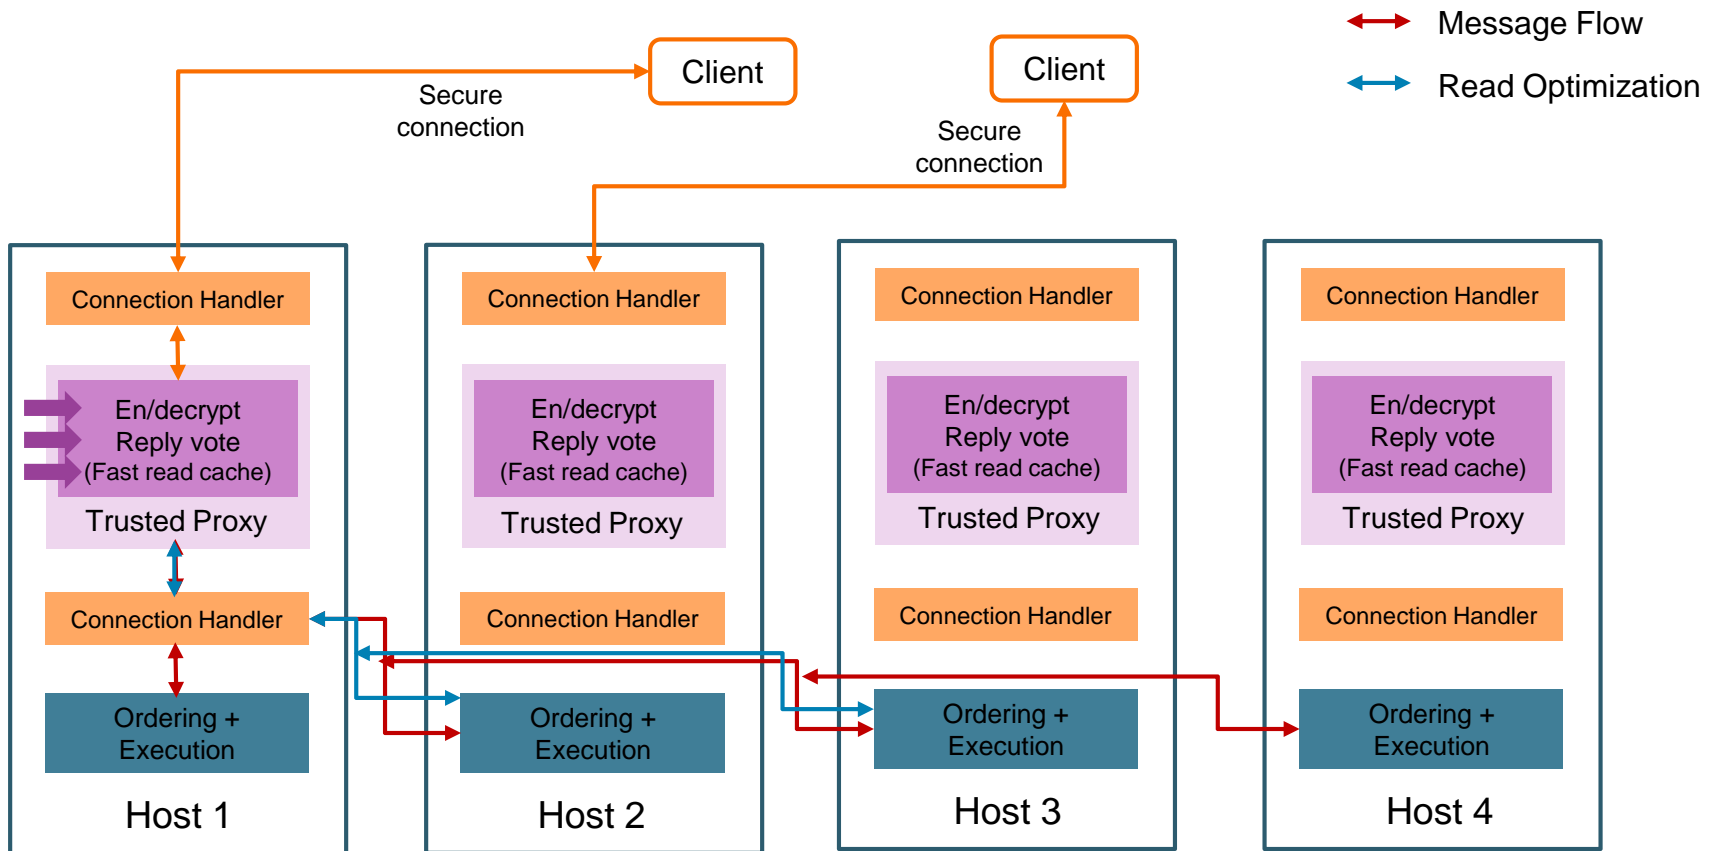 Message Flow
Read Optimization
Client
Client
Secure
connection
Secure
connection
Connection Handler
En/decrypt
Reply vote
(Fast read cache)
Trusted Proxy
Connection Handler
Ordering +
Execution
Host 1
Connection Handler
En/decrypt
Reply vote
(Fast read cache)
Trusted Proxy
Connection Handler
Ordering +
Execution
Host 2
Connection Handler
En/decrypt
Reply vote
(Fast read cache)
Trusted Proxy
Connection Handler
Ordering +
Execution
Host 3
Connection Handler
En/decrypt
Reply vote
(Fast read cache)
Trusted Proxy
Connection Handler
Ordering +
Execution
Host 4